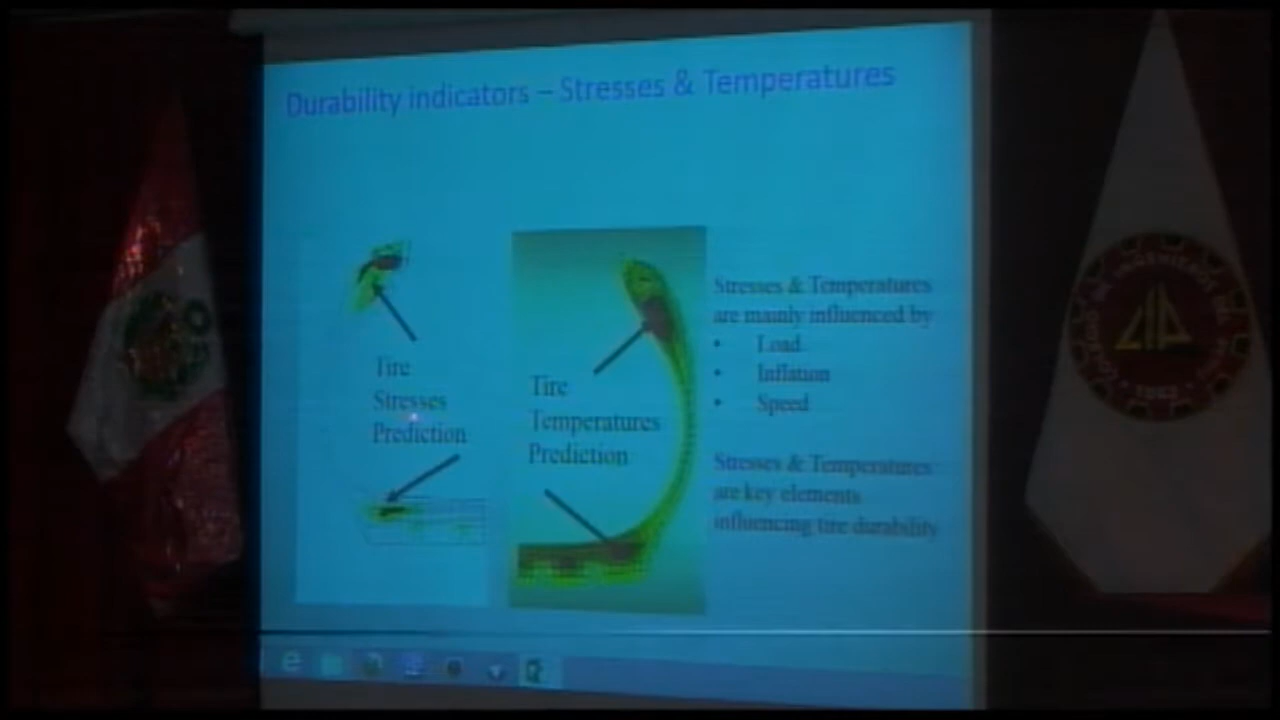 Durability indicators – Stresses & Temperatures
Tire
Stresses
Prediction
Tire
Temperatures
Prediction
Stresses & Temperatures
are mainly influenced by
• Load
• Inflation
• Speed
Stresses & Temperatures
are key elements
influencing tire durability
CIP